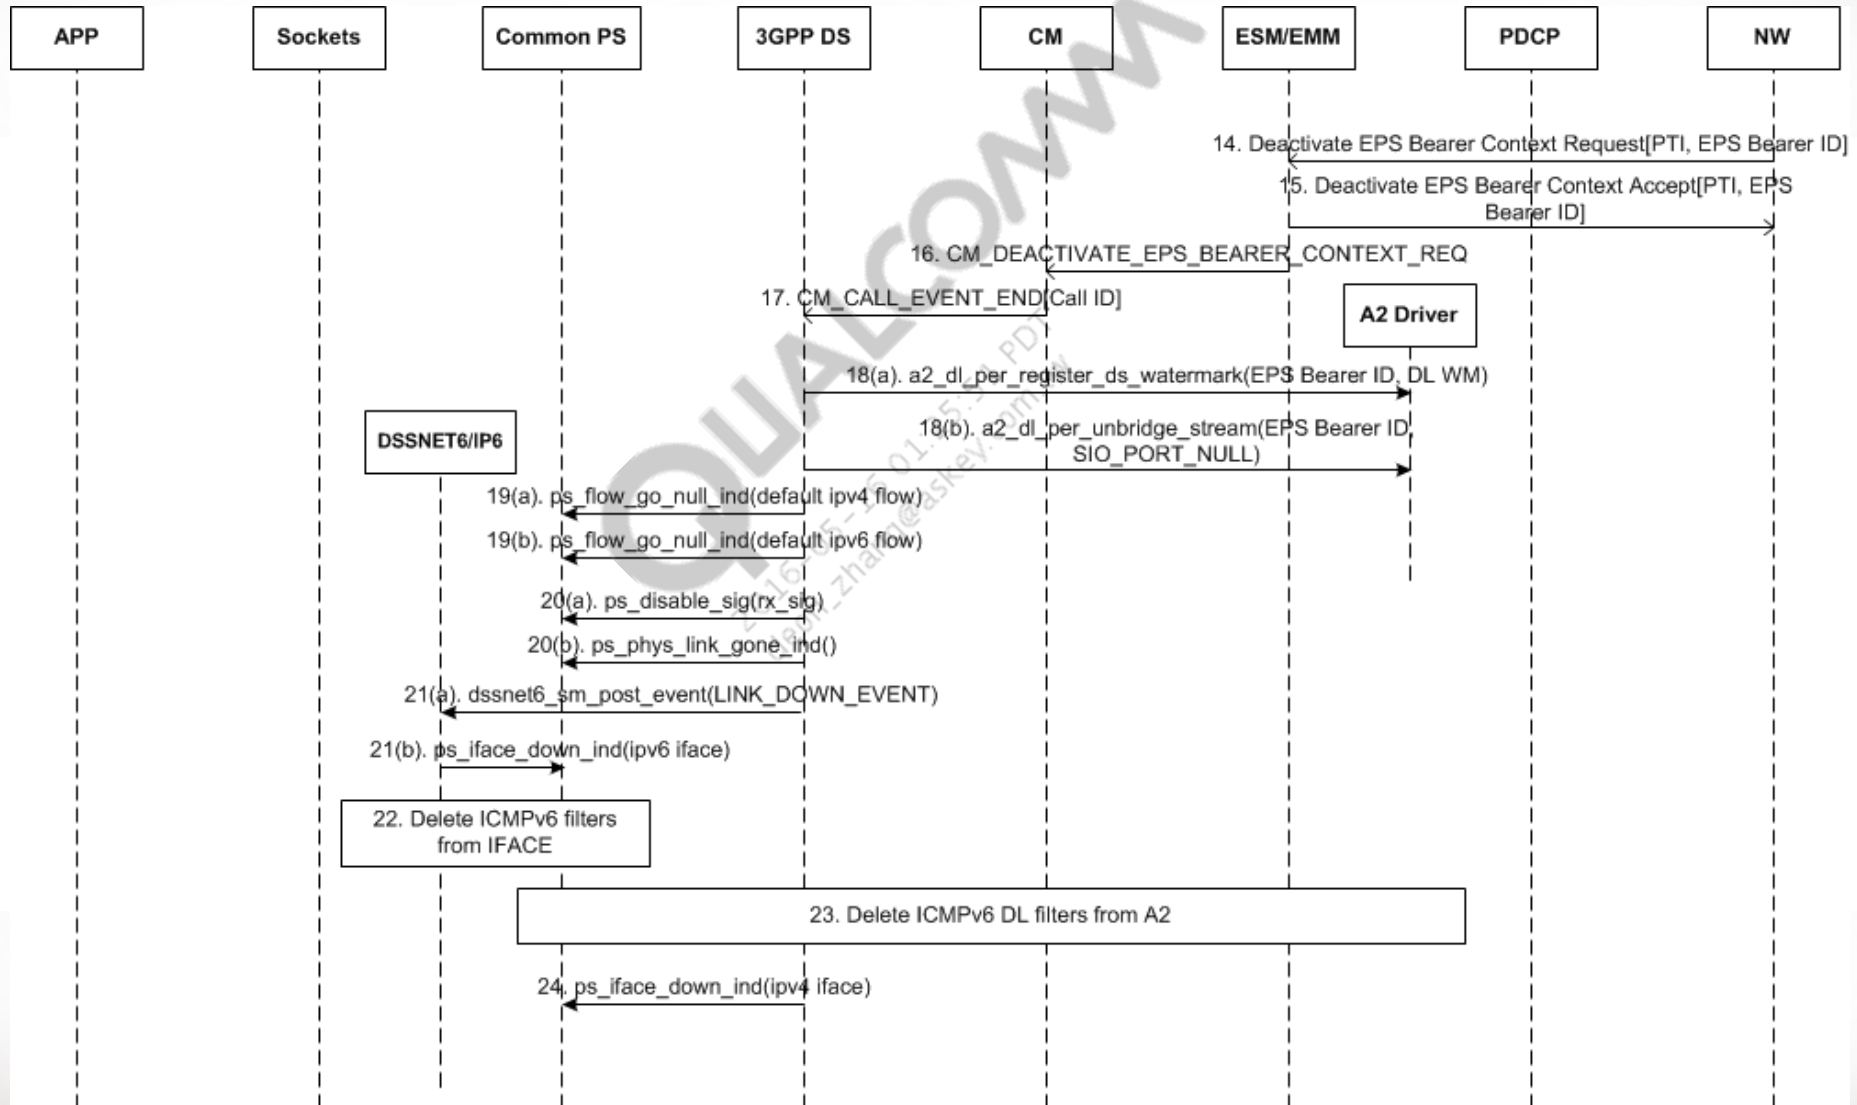 APP
Sockets
Common PS
3GPP DS
CM
ESM/EMM
PDCP
NW
14. Deactivate EPS Bearer Context Request[PTI, EPS Bearer ID]
15. Deactivate EPS Bearer Context Accept[PTI, EPS
Bearer ID]
16. CM_DEACTIVATE_EPS_BEARER_CONTEXT_REQ
17. CM_CALL_EVENT_END[Call ID]
A2 Driver
18(a). a2_dl_per_register_ds_watermark(EPS Bearer ID, DL WM)
DSSNET6/IP6
18(b). a2_dl_per_unbridge_stream(EPS Bearer ID,
SIO_PORT_NULL)
19(a). ps_flow_go_null_ind(default ipv4 flow)
19(b). ps_flow_go_null_ind(default ipv6 flow)
20(a). ps_disable_sig(rx_sig)
20(b). ps_phys_link_gone_ind()
21(a). dssnet6_sm_post_event(LINK_DOWN_EVENT)
21(b). ps_iface_down_ind(ipv6 iface)
22. Delete ICMPv6 filters
from IFACE
23. Delete ICMPv6 DL filters from A2
24. ps_iface_down_ind(ipv4 iface)
QUALCOMM
PDT